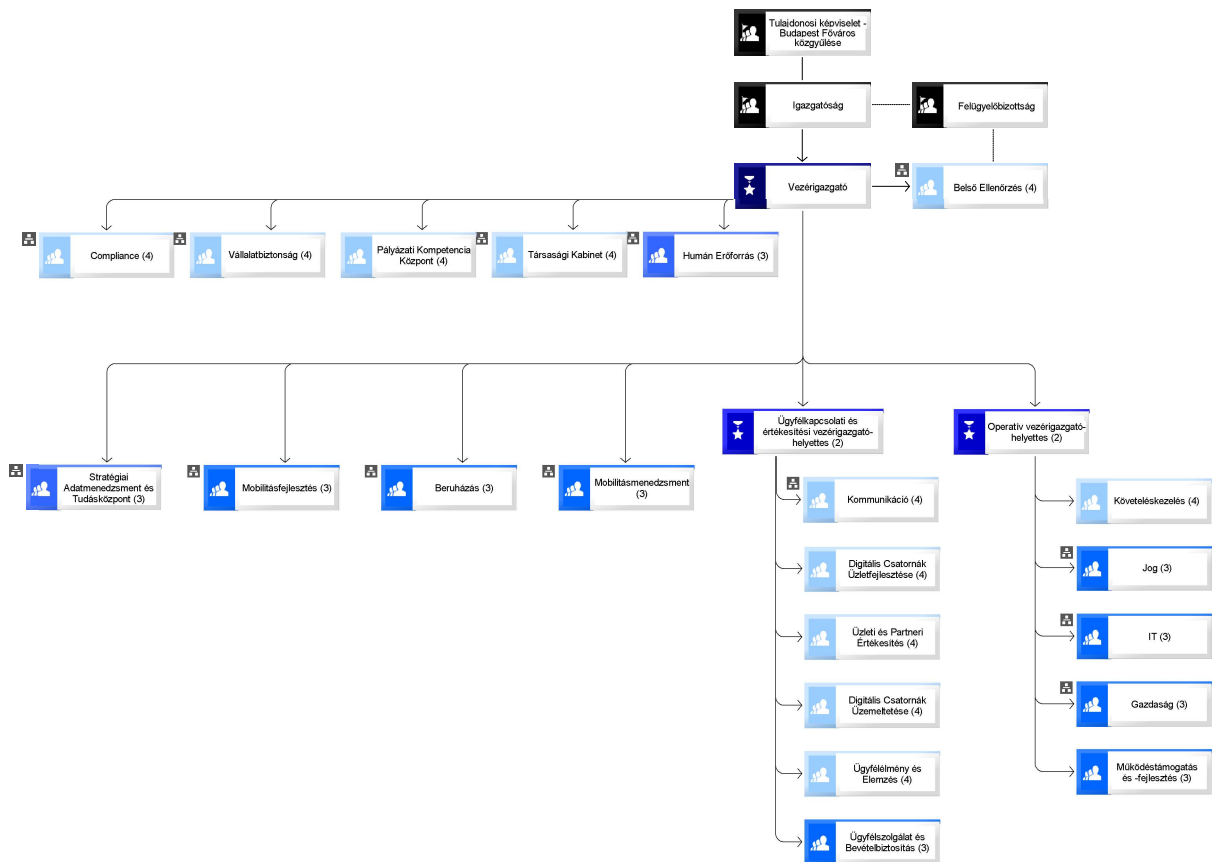 Tulajdonosi képviselet -
Budapest Főváros
közgyűlése
Igazgatóság
Felügyelőbizottság
Vezérigazgató
Belső Ellenőrzés (4)
Compliance (4)
Vállalatbiztonság (4)
Pályázati Kompetencia
Központ (4)
Társasági Kabinet (4)
Humán Erőforrás (3)
Ügyfélkapcsolati és
értékesítési vezérigazgató-
helyettes (2)
Operatív vezérigazgató-
helyettes (2)
Stratégiai
Adatmenedzsment és
Tudásközpont (3)
Mobilitásfejlesztés (3)
Beruházás (3)
Mobilitásmenedzsment
(3)
Kommunikáció (4)
Követeléskezelés (4)
Digitális Csatornák
Üzletfejlesztése (4)
Jog (3)
Üzleti és Partneri
Értékesítés (4)
IT (3)
Digitális Csatornák
Üzemeltetése (4)
Gazdaság (3)
Ügyfélélmény és
Elemzés (4)
Működéstámogatás
és -fejlesztés (3)
Ügyfélszolgálat és
Bevételbiztosítás (3)